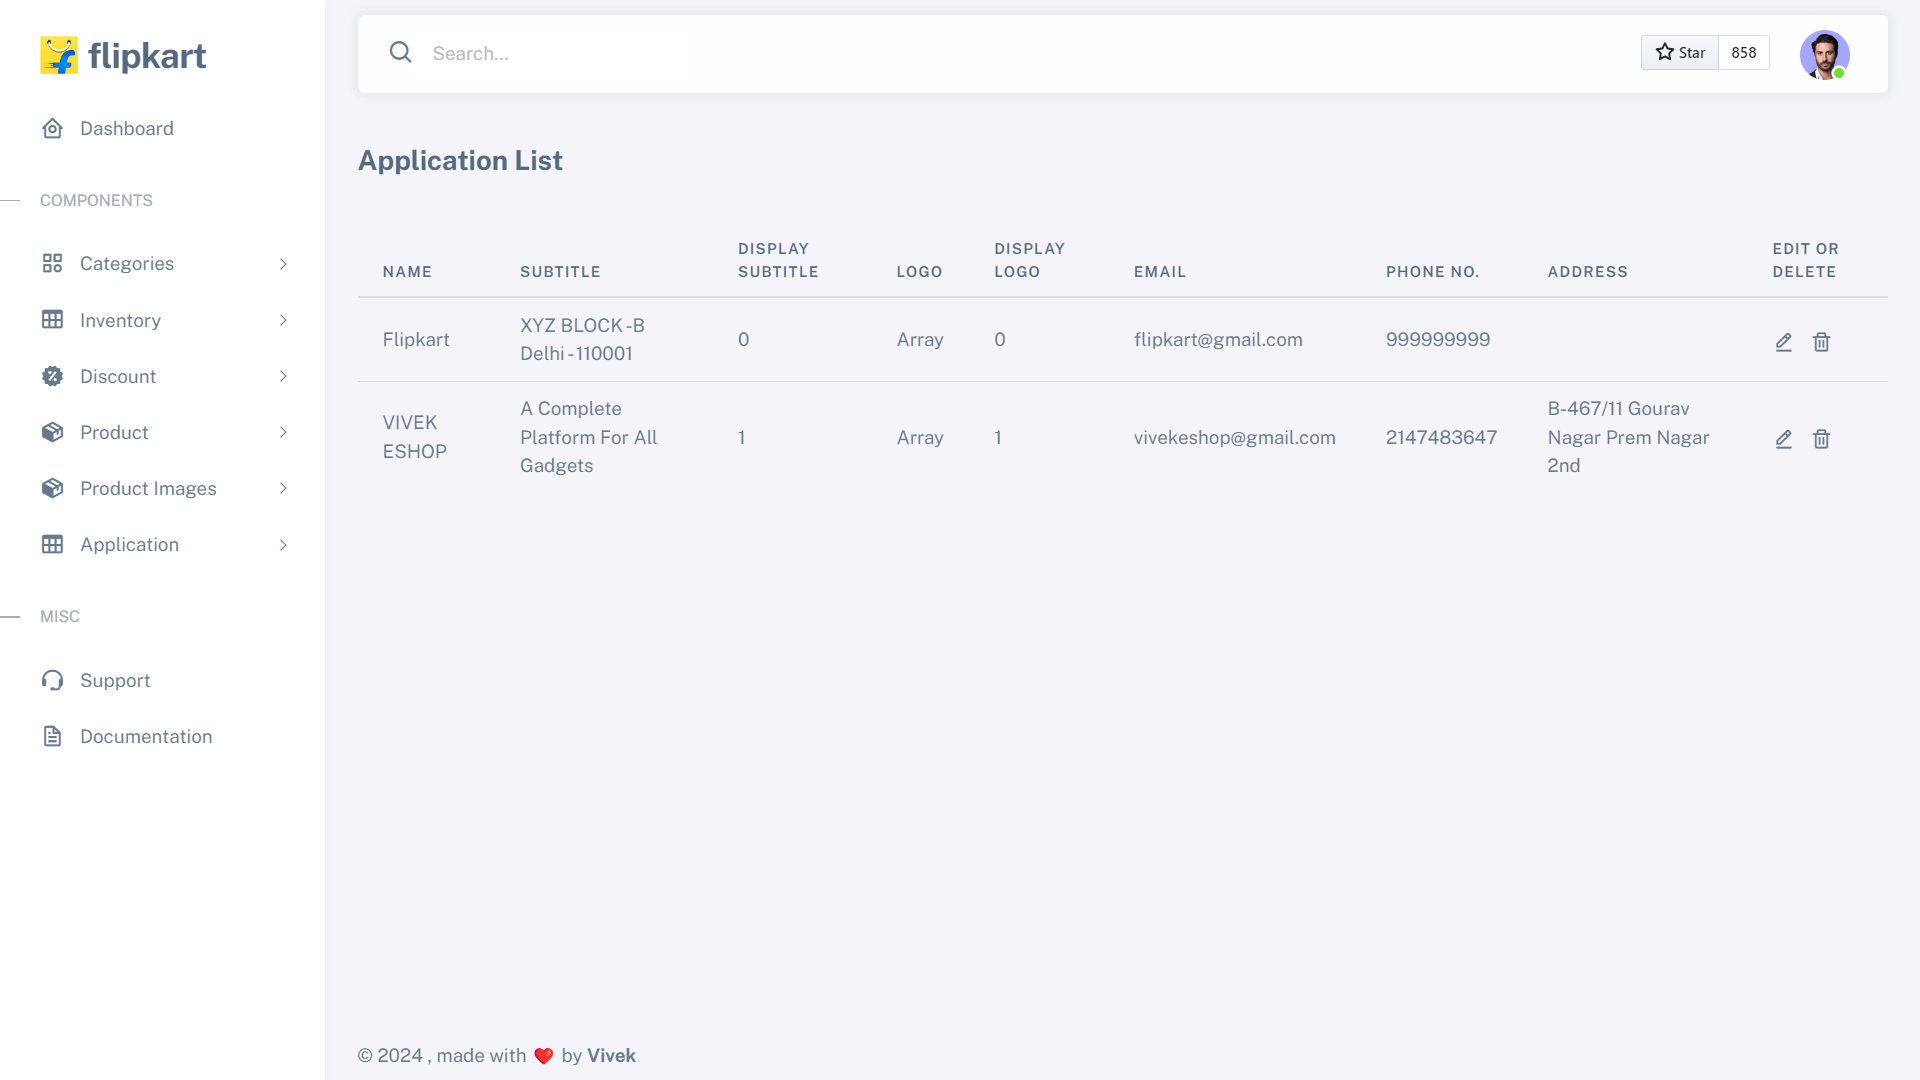 flipkart
Search...
Star 858
Dashboard
COMPONENTS
Categories
Inventory
Discount
Product
Product Images
Application
MISC
Support
Documentation
Application List
NAME SUBTITLE DISPLAY SUBTITLE LOGO DISPLAY LOGO EMAIL PHONE NO. ADDRESS EDIT OR DELETE
Flipkart XYZ BLOCK -B Delhi - 110001 0 Array 0 flipkart@gmail.com 999999999
VIVEK ESHOP A Complete Platform For All Gadgets 1 Array 1 vivekeshop@gmail.com 2147483647 B-467/11 Gourav Nagar Prem Nagar 2nd
© 2024 , made with ❤️ by Vivek